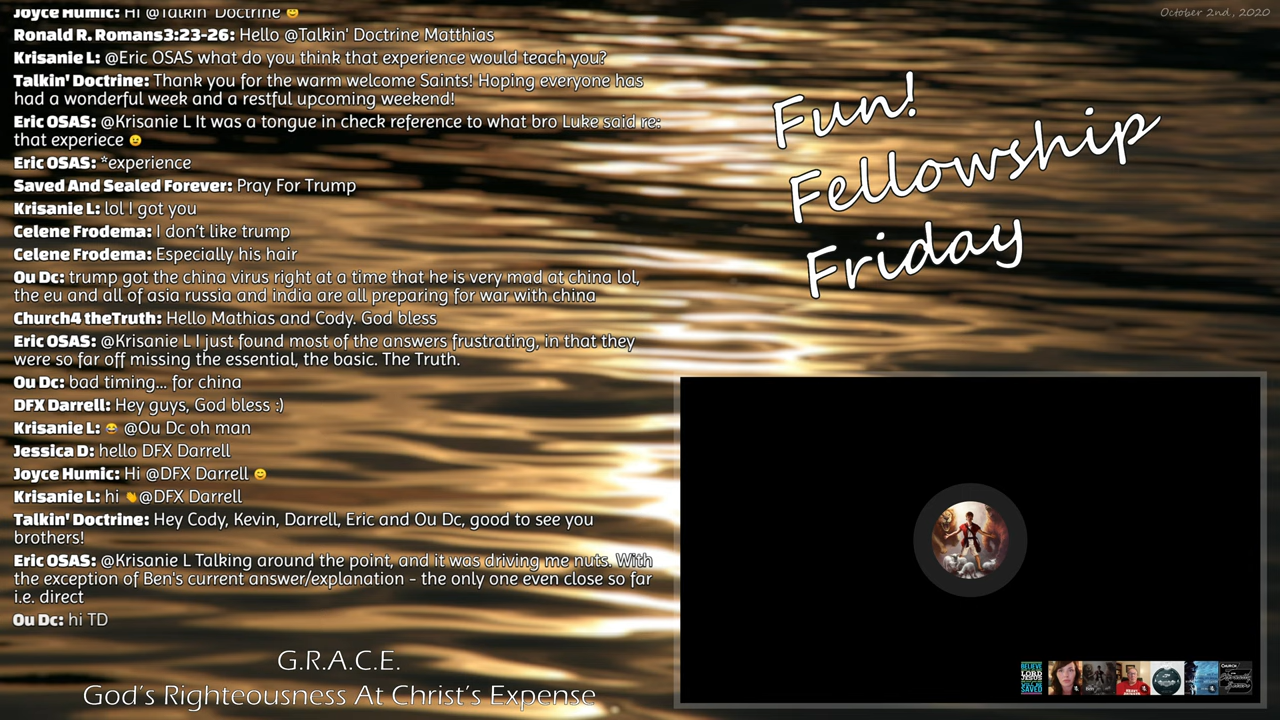 Joyce Humic: Hi @Talkin' Doctrine 😊
Ronald R. Romans3:23-26: Hello @Talkin' Doctrine Matthias
Krisanie L: @Eric OSAS what do you think that experience would teach you?
Talkin' Doctrine: Thank you for the warm welcome Saints! Hoping everyone has
had a wonderful week and a restful upcoming weekend!
Eric OSAS: @Krisanie L It was a tongue in check reference to what bro Luke said re:
that experiece 😉
Eric OSAS: *experience
Saved And Sealed Forever: Pray For Trump
Krisanie L: lol I got you
Celene Frodema: I don't like trump
Celene Frodema: Especially his hair
Ou Dc: trump got the china virus right at a time that he is very mad at china lol,
the eu and all of asia russia and india are all preparing for war with china
Church4 theTruth: Hello Mathias and Cody. God bless
Eric OSAS: @Krisanie L I just found most of the answers frustrating, in that they
were so far off missing the essential, the basic. The Truth.
Ou Dc: bad timing... for china
DFX Darrell: Hey guys, God bless :)
Krisanie L: 😂 @Ou Dc oh man
Jessica D: hello DFX Darrell
Joyce Humic: Hi @DFX Darrell 😊
Krisanie L: hi 👋@DFX Darrell
Talkin' Doctrine: Hey Cody, Kevin, Darrell, Eric and Ou Dc, good to see you
brothers!
Eric OSAS: @Krisanie L Talking around the point, and it was driving me nuts. With
the exception of Ben's current answer/explanation - the only one even close so far
i.e. direct
Ou Dc: hi TD
G.R.A.C.E.
God's Righteousness At Christ's Expense
October 2nd, 2020
Fun!
Fellowship
Friday
BELIEVE
LORD
JESUS
SAVED